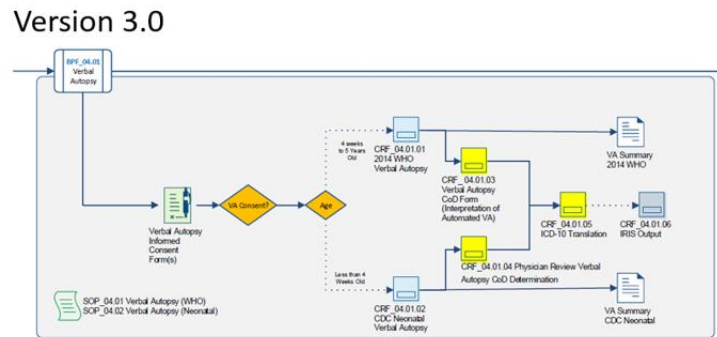 Version 3.0
BPF_04.01
Verbal
Autopsy
4 weeks
to 5 Years
Old
CRF_04.01.01
2014 WHO
Verbal Autopsy
VA Summary
2014 WHO
CRF_04.01.03
Verbal Autopsy
CoD Form
(Interpretation of
Automated VA)
VA Consent?
Age
Verbal Autopsy
Informed
Consent
Form(s)
CRF_04.01.05
ICD-10 Translation
CRF_04.01.06
IRIS Output
CRF_04.01.04 Physician Review Verbal
Autopsy CoD Determination
Less than 4
Weeks Old
CRF_04.01.02
CDC Neonatal
Verbal Autopsy
VA Summary
CDC Neonatal
SOP_04.01 Verbal Autopsy (WHO)
SOP_04.02 Verbal Autopsy (Neonatal)